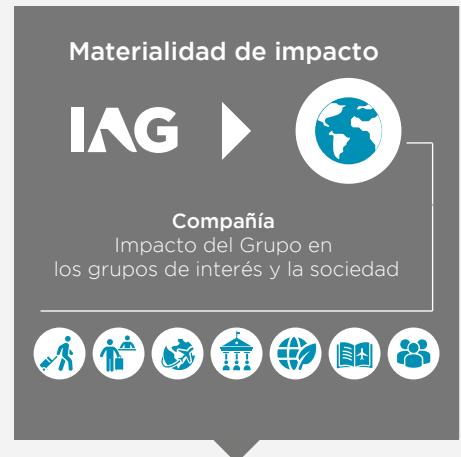 Materialidad de impacto
IAG
Compañía
Impacto del Grupo en
los grupos de interés y la sociedad